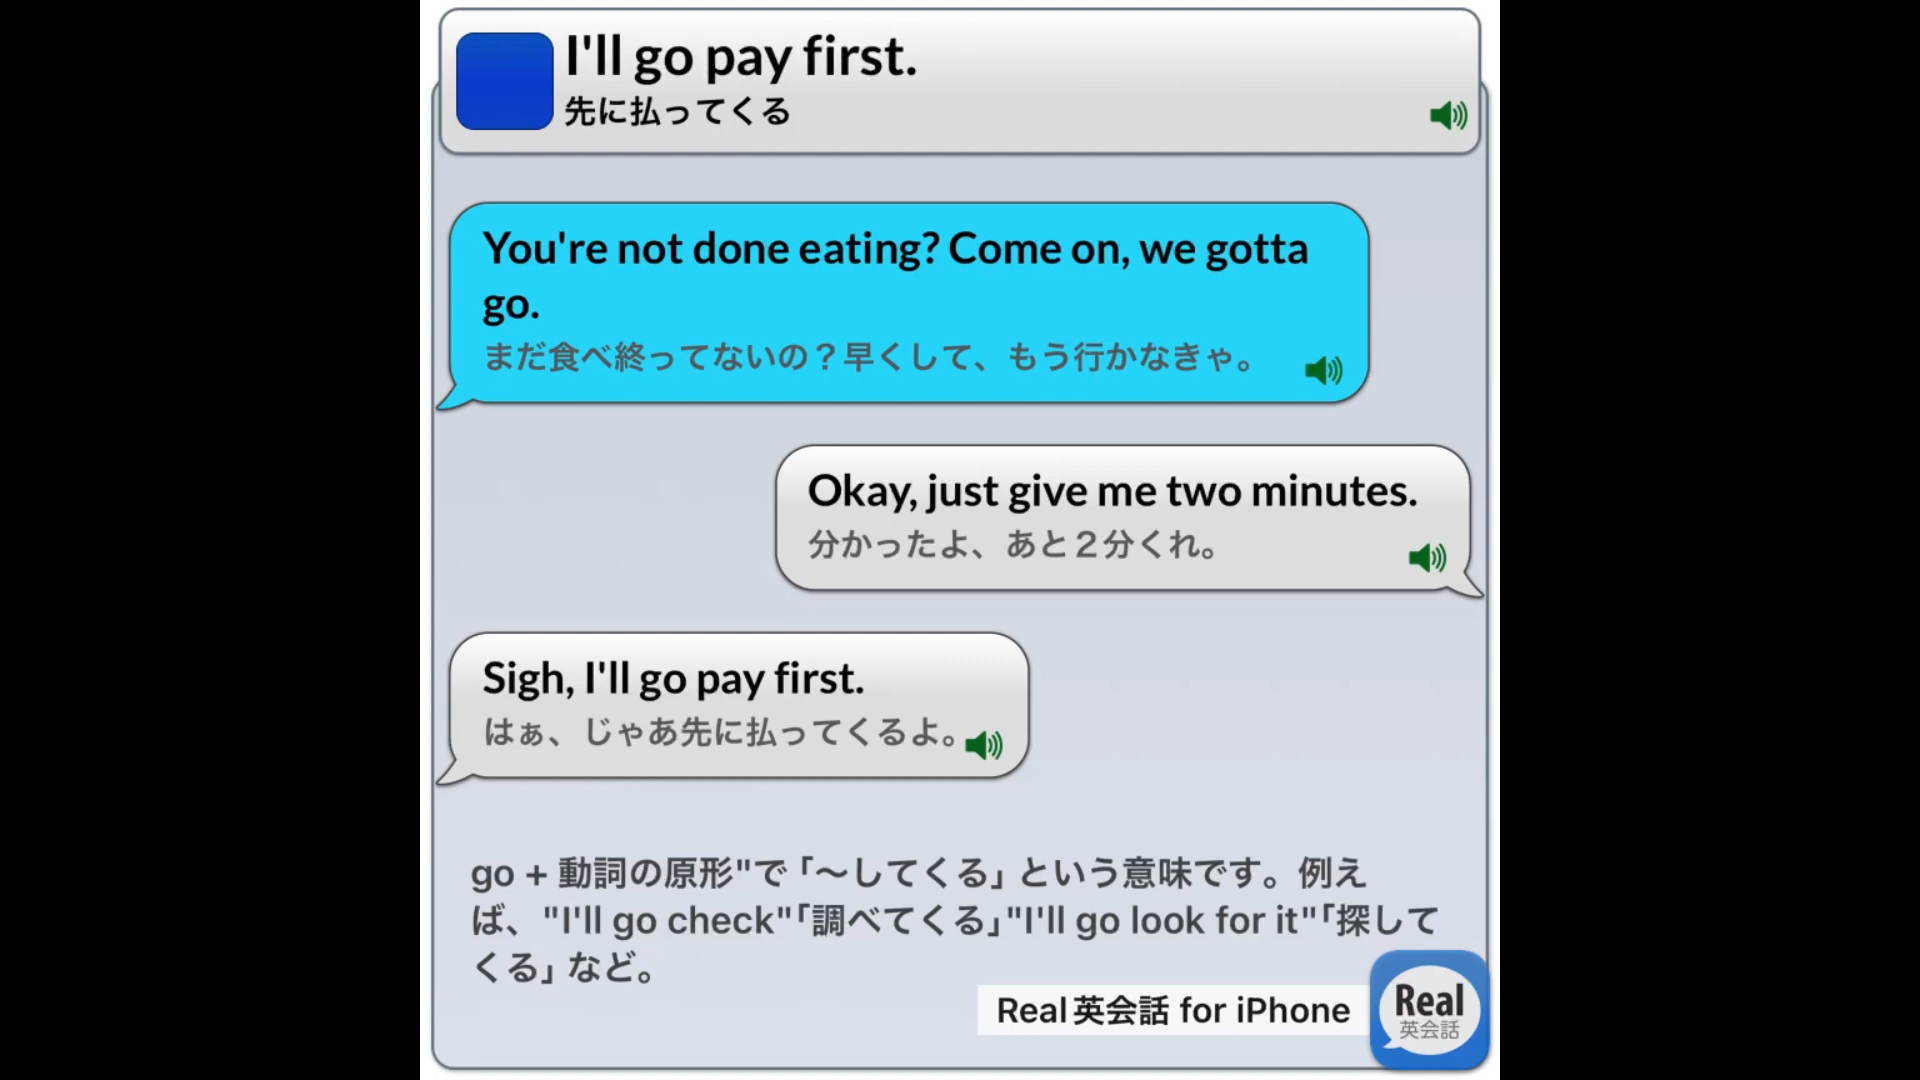 I'll go pay first.
先に払ってくる
You're not done eating? Come on, we gotta
go.
まだ食べ終ってないの？早くして、もう行かなきゃ。
Okay, just give me two minutes.
分かったよ、あと２分くれ。
Sigh, I'll go pay first.
はぁ、じゃあ先に払ってくるよ。
go + 動詞の原形"で「〜してくる」という意味です。例え
ば、"I'll go check"「調べてくる」"I'll go look for it"「探して
くる」など。
Real英会話 for iPhone
Real
英会話